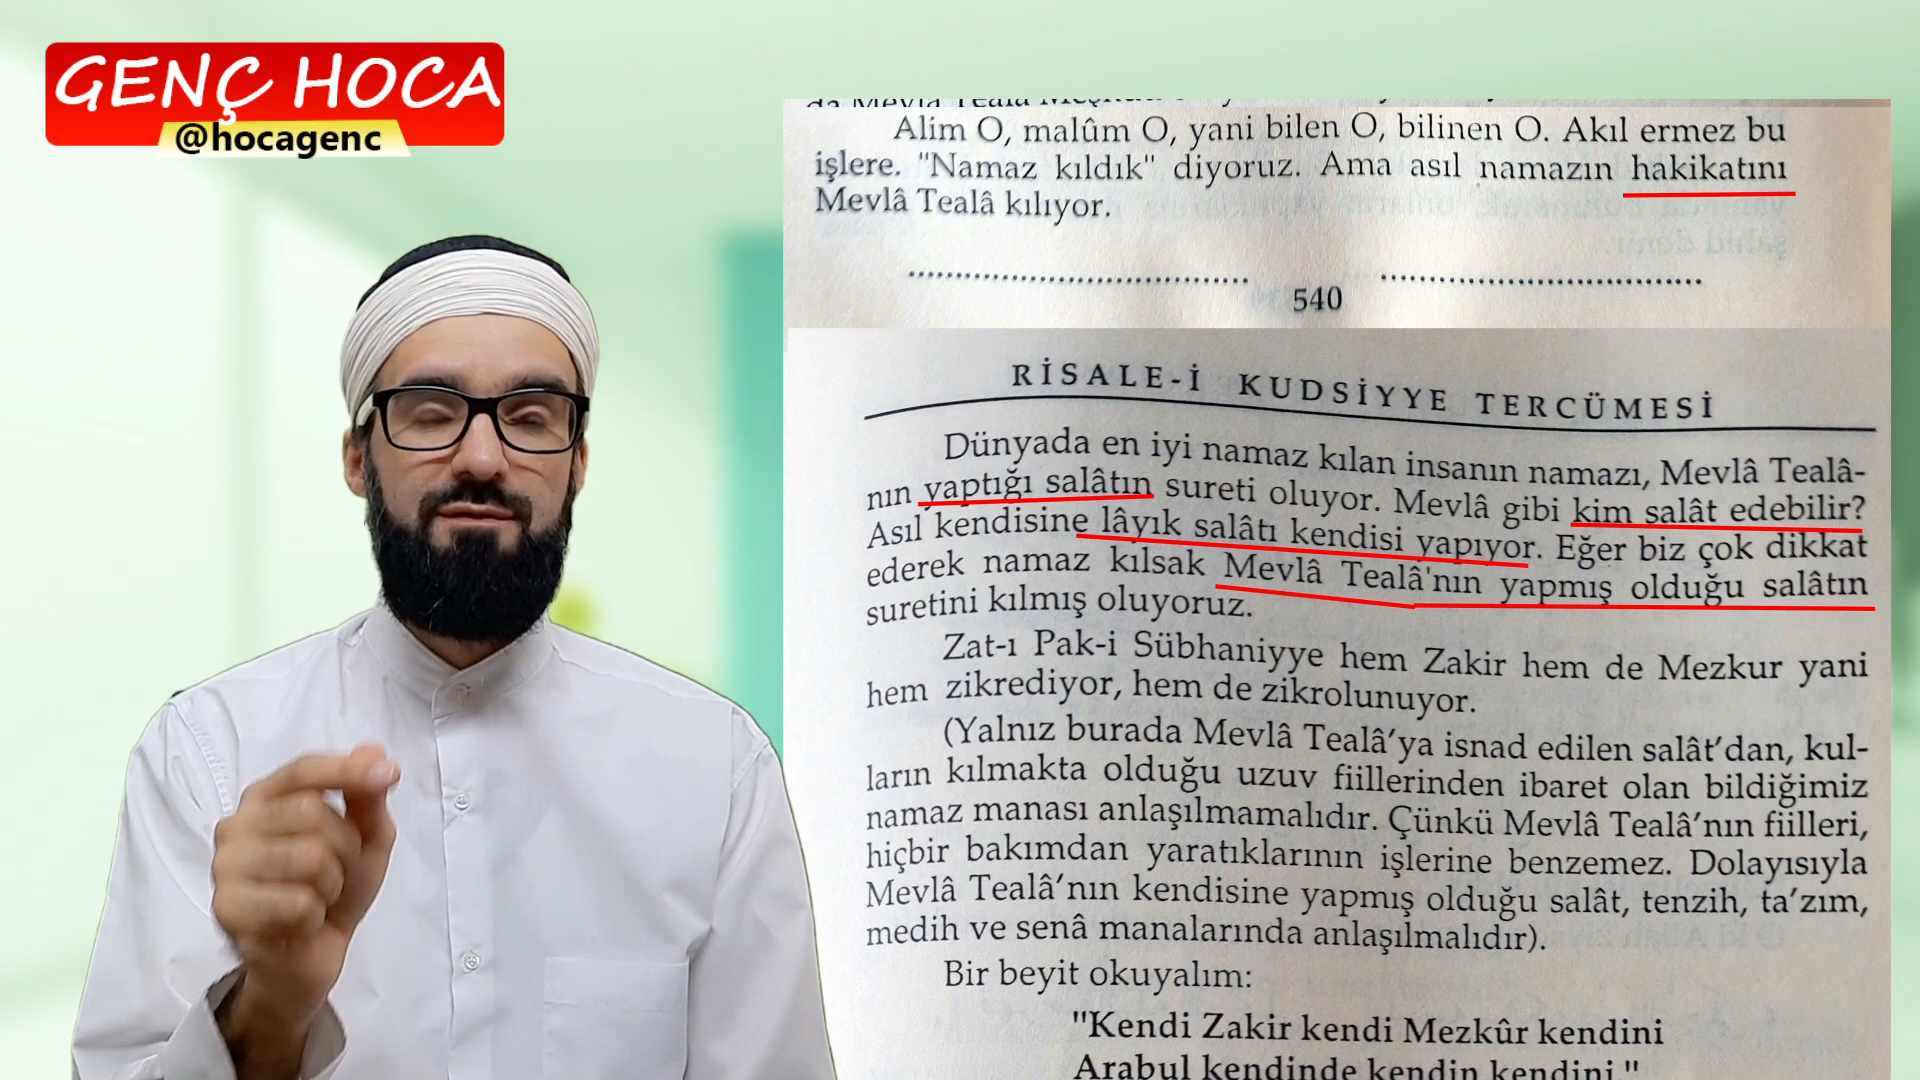 GENÇ HOCA
@hocagenc
da Mevlâ Teala
Alim O, malûm O, yani bilen O, bilinen O. Akıl ermez bu
işlere. "Namaz kıldık" diyoruz. Ama asıl namazın hakikatını
Mevlâ Tealâ kılıyor.
540
RİSALE-İ KUDSİYYE TERCÜMESİ
Dünyada en iyi namaz kılan insanın namazı, Mevlâ Tealâ-
nın yaptığı salâtın sureti oluyor. Mevlâ gibi kim salât edebilir?
Asıl kendisine lâyık salâtı kendisi yapıyor. Eğer biz çok dikkat
ederek namaz kılsak Mevlâ Tealâ'nın yapmış olduğu salâtın
suretini kılmış oluyoruz.
Zat-ı Pak-i Sübhaniyye hem Zakir hem de Mezkur yani
hem zikrediyor, hem de zikrolunuyor.
(Yalnız burada Mevlâ Tealâ'ya isnad edilen salât'dan, kul-
ların kılmakta olduğu uzuv fiillerinden ibaret olan bildiğimiz
namaz manası anlaşılmamalıdır. Çünkü Mevlâ Tealâ'nın fiilleri,
hiçbir bakımdan yaratıklarının işlerine benzemez. Dolayısıyla
Mevlâ Tealâ'nın kendisine yapmış olduğu salât, tenzih, ta'zım,
medih ve senâ manalarında anlaşılmalıdır).
Bir beyit okuyalım:
"Kendi Zakir kendi Mezkûr kendini
Arabul kendinde kendin kendini."